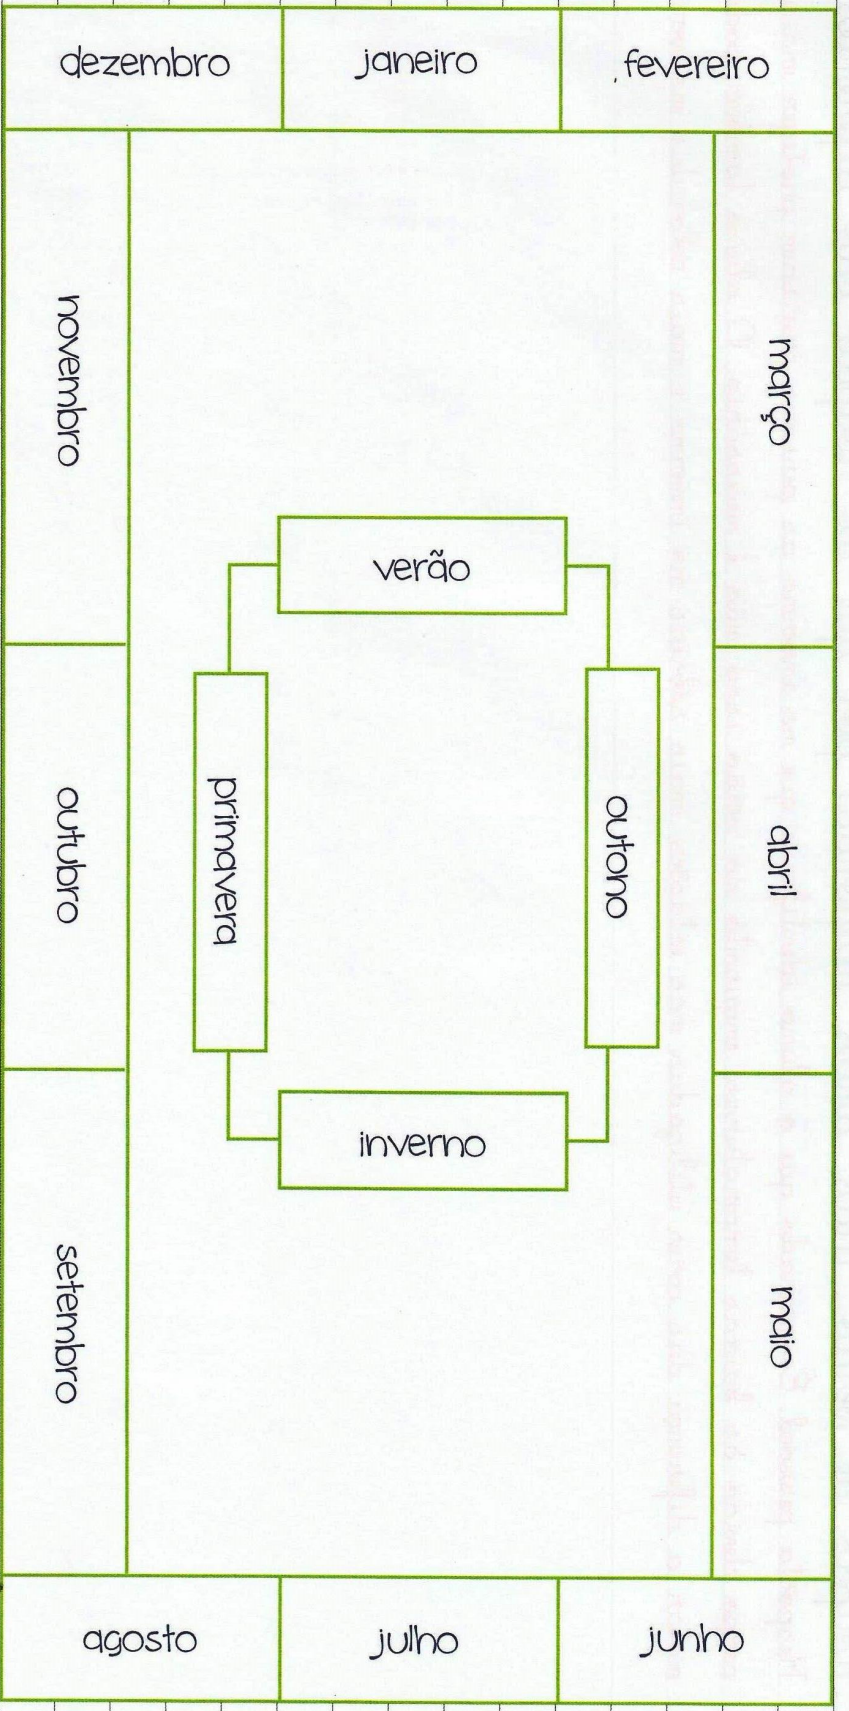 dezembro
janeiro
fevereiro
novembro
março
verão
primavera
outono
outubro
abril
inverno
setembro
maio
agosto
julho
junho